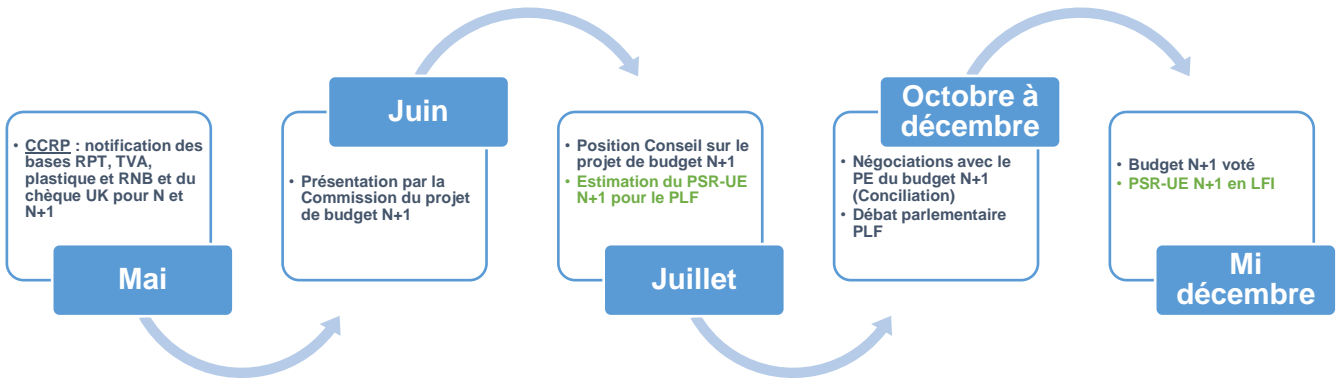 • CCRP : notification des
bases RPT, TVA,
plastique et RNB et du
chèque UK pour N et
N+1
Mai
Juin
• Présentation par la
Commission du projet
de budget N+1
• Position Conseil sur le
projet de budget N+1
• Estimation du PSR-UE
N+1 pour le PLF
Juillet
Octobre à
décembre
• Négociations avec le
PE du budget N+1
(Conciliation)
• Débat parlementaire
PLF
• Budget N+1 voté
• PSR-UE N+1 en LFI
Mi
décembre